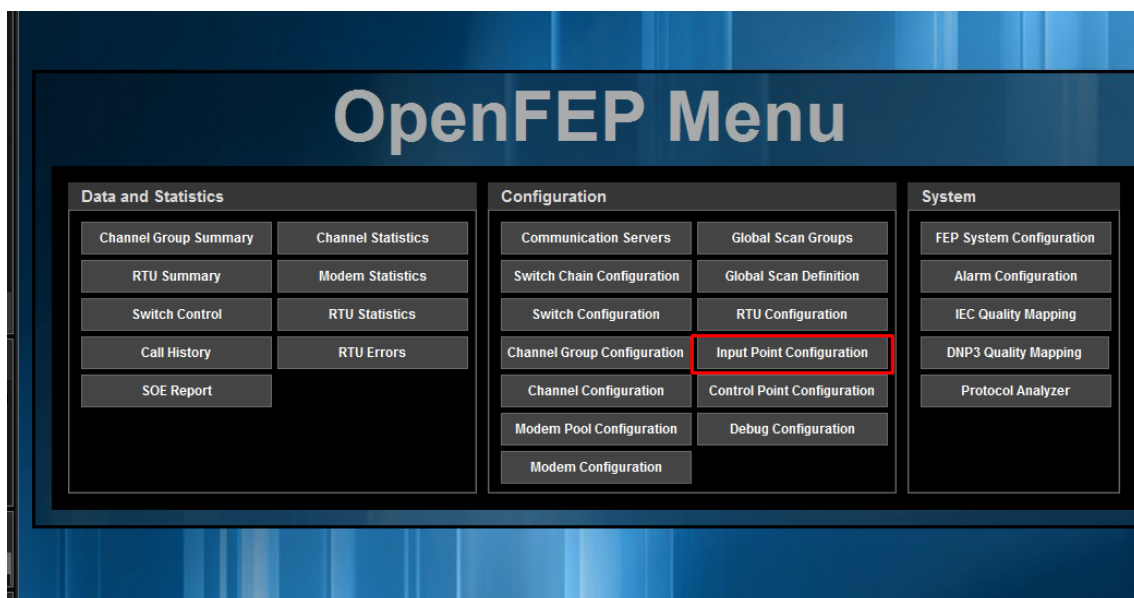 OpenFEP Menu
Data and Statistics
Channel Group Summary
Channel Statistics
RTU Summary
Modem Statistics
Switch Control
RTU Statistics
Call History
RTU Errors
SOE Report
Configuration
Communication Servers
Global Scan Groups
Switch Chain Configuration
Global Scan Definition
Switch Configuration
RTU Configuration
Channel Group Configuration
Input Point Configuration
Channel Configuration
Control Point Configuration
Modem Pool Configuration
Debug Configuration
Modem Configuration
System
FEP System Configuration
Alarm Configuration
IEC Quality Mapping
DNP3 Quality Mapping
Protocol Analyzer